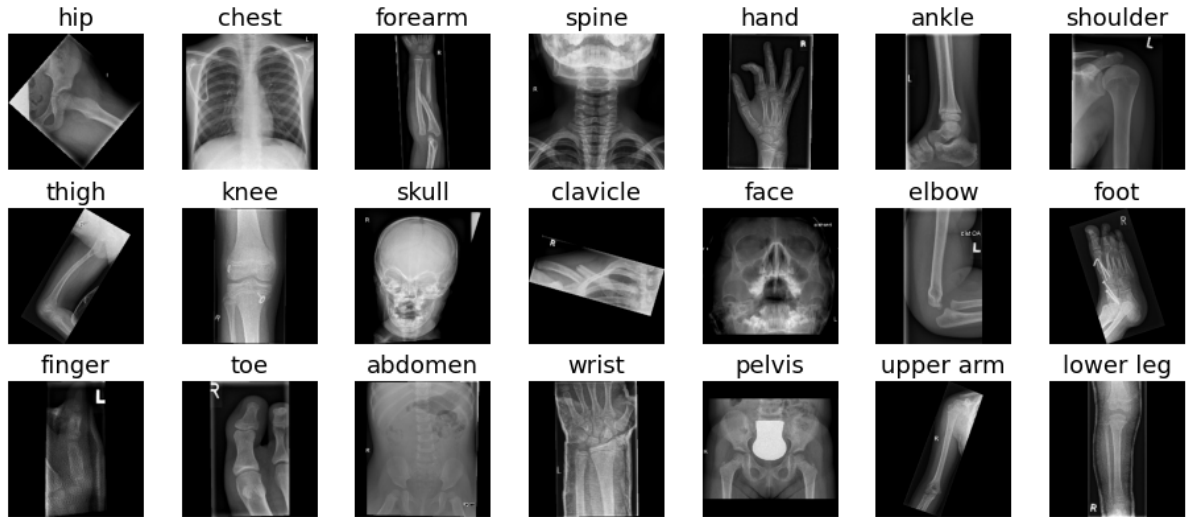 hip chest forearm spine hand ankle shoulder
L R R R L L
thigh knee skull clavicle face elbow foot
R R R L L R
finger toe abdomen wrist pelvis upper arm lower leg
L R R L R R